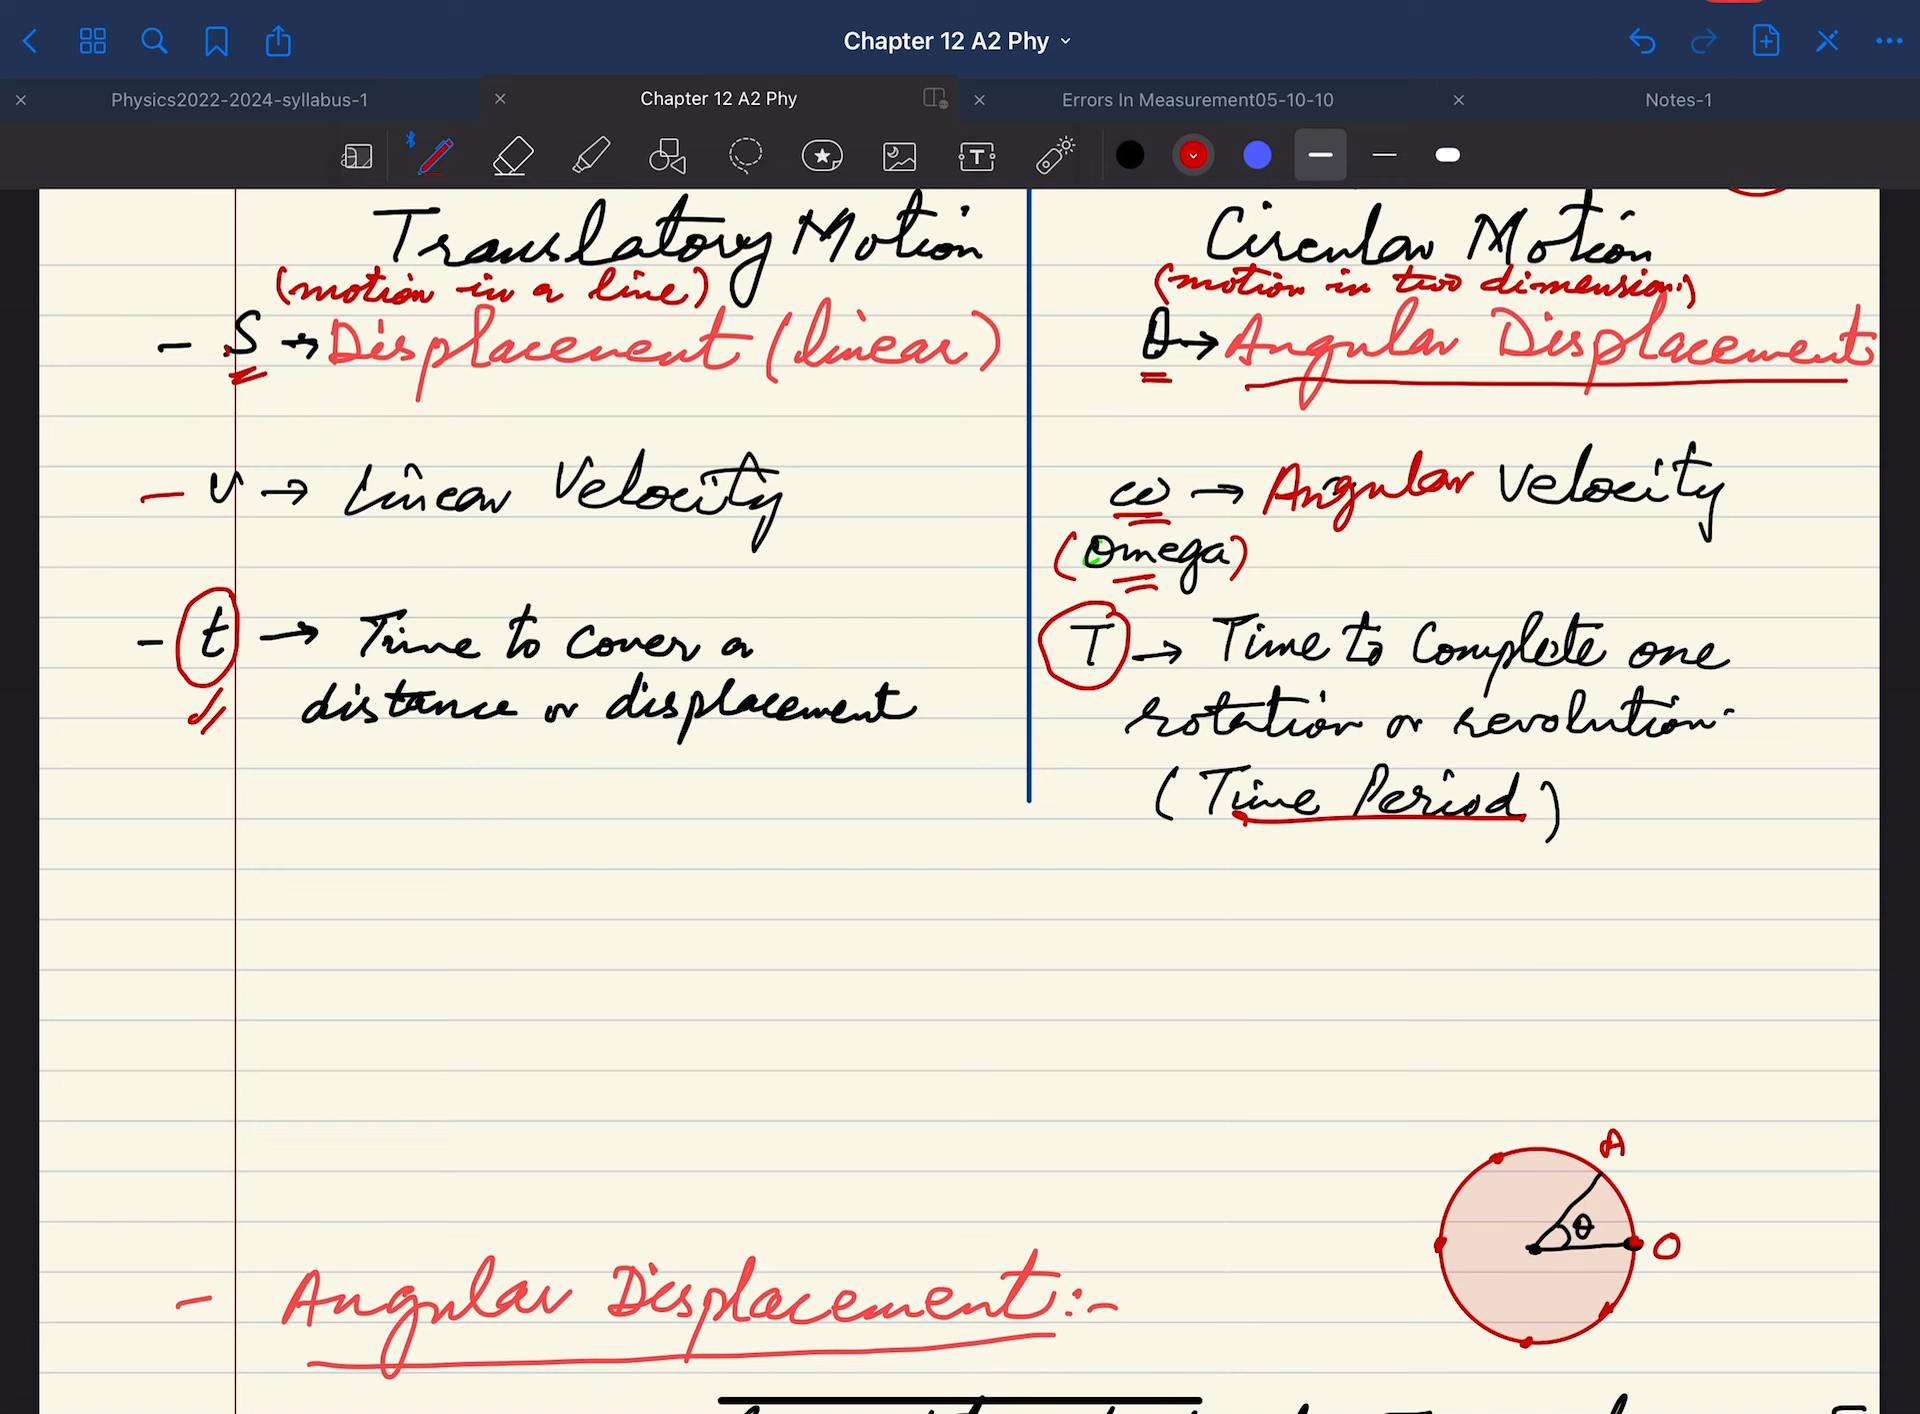 Chapter 12 A2 Phy
Physics2022-2024-syllabus-1
Chapter 12 A2 Phy
Errors In Measurement05-10-10
Notes-1
Translatory Motion
(motion in a line)
- S → Displacement (linear)
- v → Linear Velocity
- t → Time to cover a
distance or displacement
Circular Motion
(motion in two dimension)
θ → Angular Displacement
ω → Angular Velocity
(Omega)
T → Time to Complete one
rotation or revolution.
(Time Period)
A
θ
O
- Angular Displacement:-